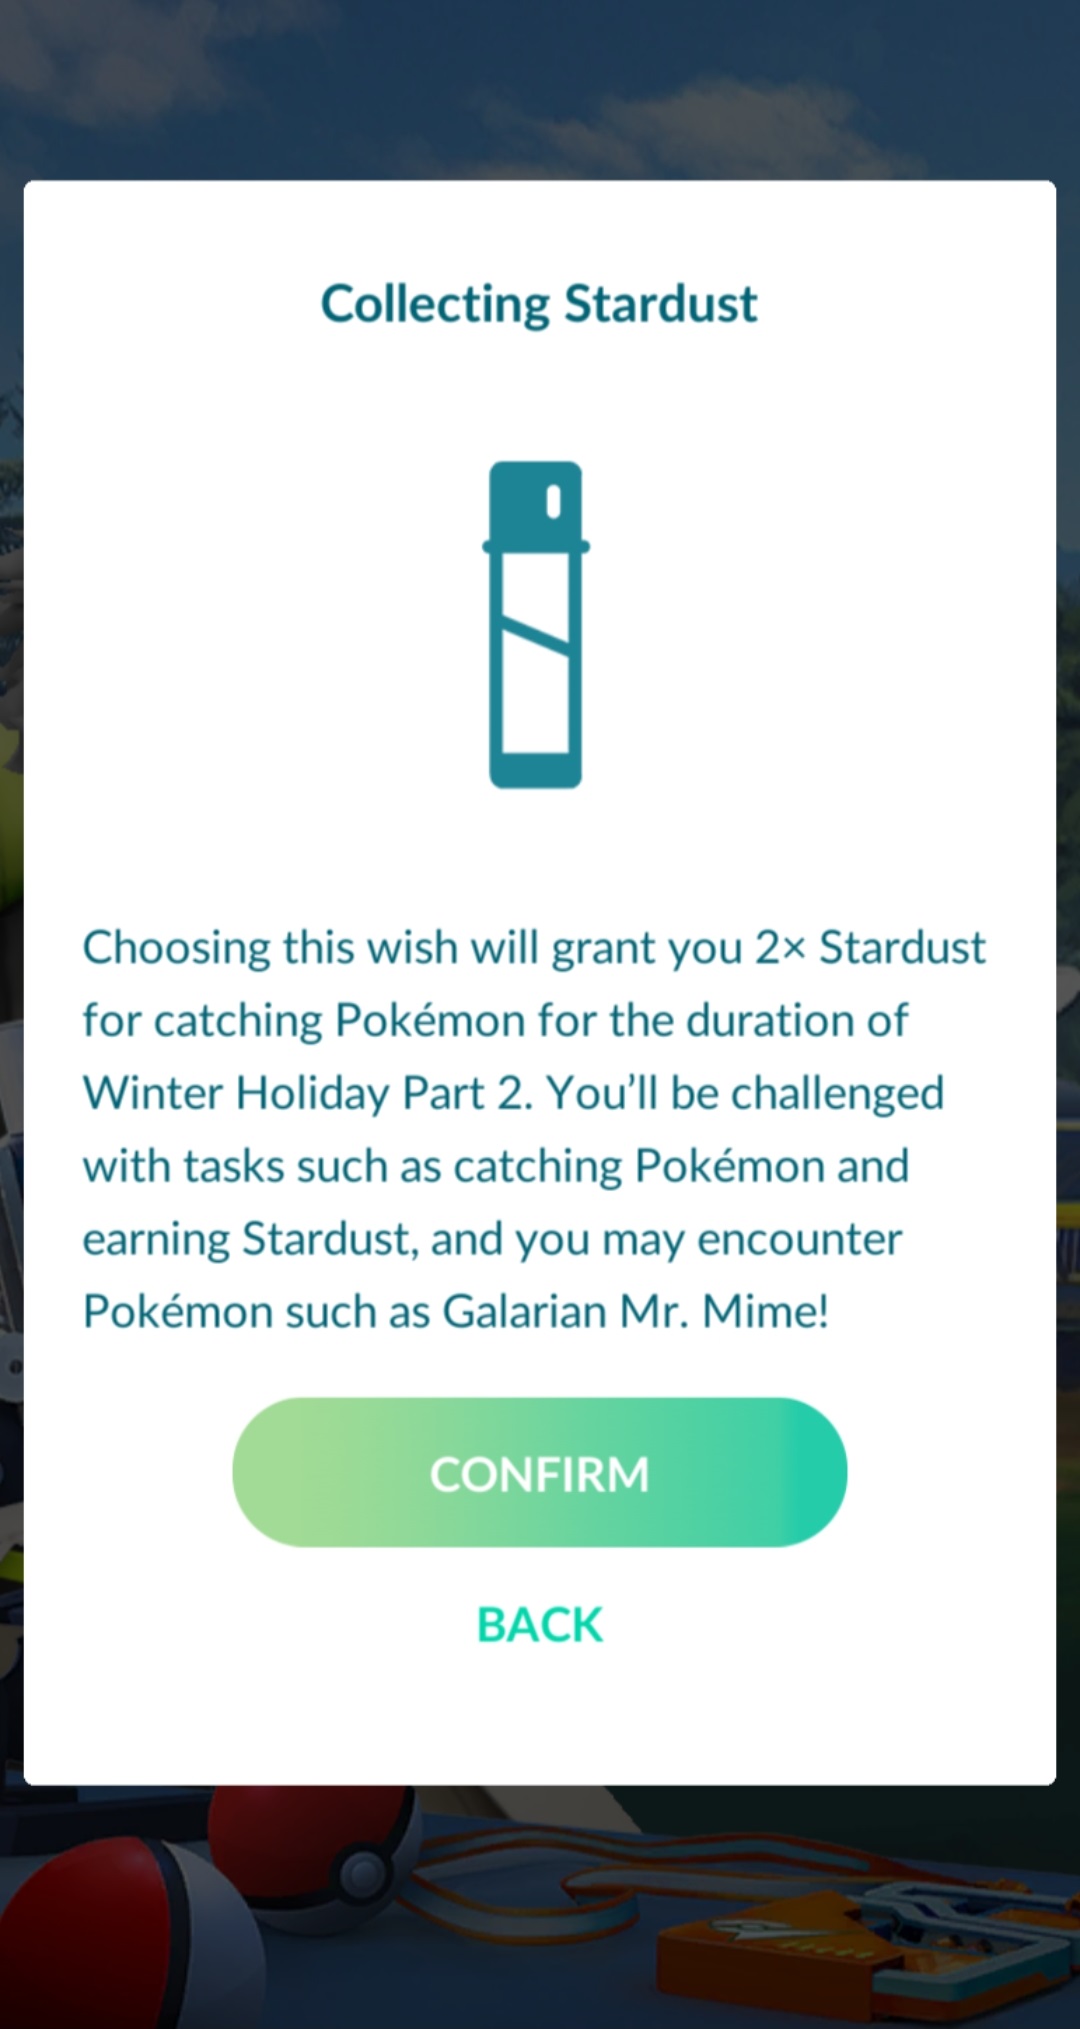 Collecting Stardust
Choosing this wish will grant you 2× Stardust
for catching Pokémon for the duration of
Winter Holiday Part 2. You’ll be challenged
with tasks such as catching Pokémon and
earning Stardust, and you may encounter
Pokémon such as Galarian Mr. Mime!
CONFIRM
BACK